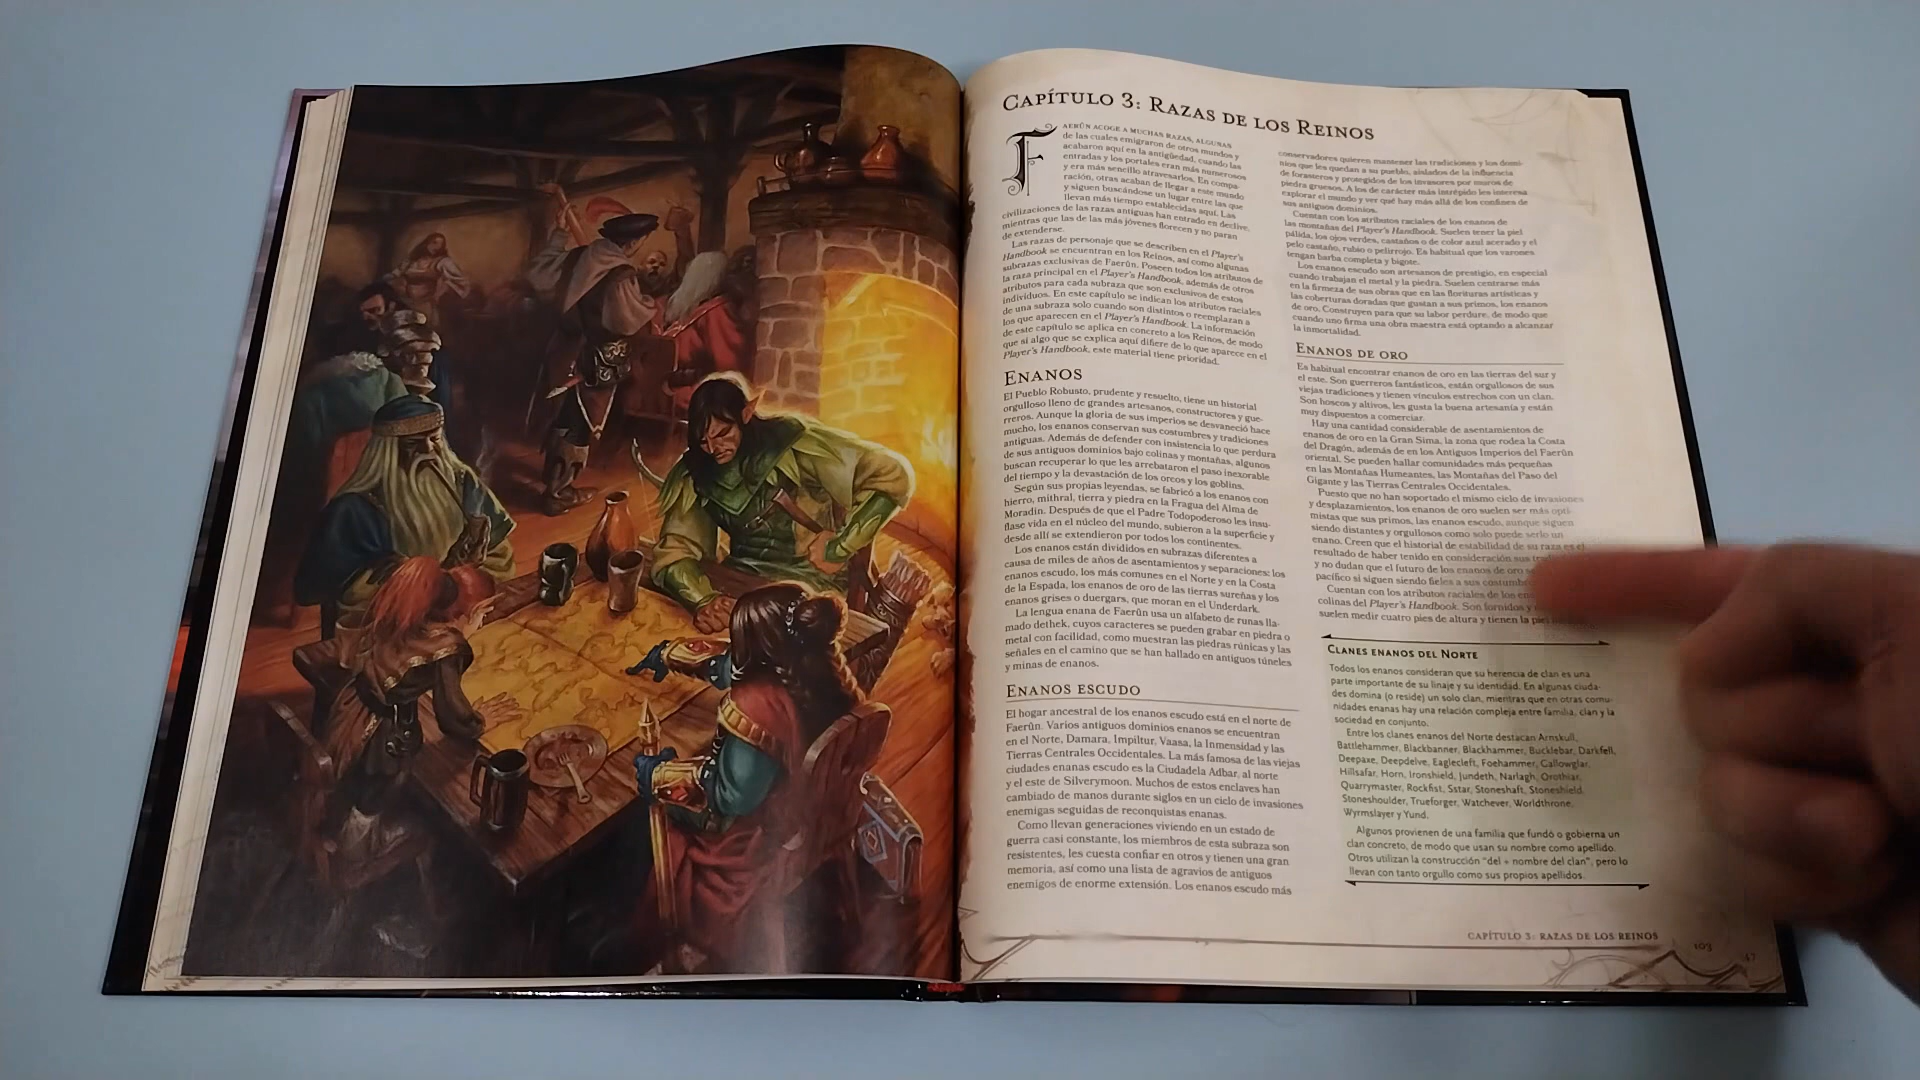 Capítulo 3: Razas de los Reinos
Faerûn acoge a muchas razas, algunas
de las cuales emigraron de otros mundos y
acabaron aquí en la antigüedad, cuando las
entradas y los portales eran más numerosos
y era más sencillo atravesarlos. En compa-
ración, otras acaban de llegar a este mundo
y siguen buscándose un lugar entre las que
llevan más tiempo establecidas aquí. Las
civilizaciones de las razas antiguas han entrado en declive,
mientras que las de las más jóvenes florecen y no paran
de extenderse.
Las razas de personaje que se describen en el Player's
Handbook se encuentran en los Reinos, así como algunas
subrazas exclusivas de Faerûn. Poseen todos los atributos de
la raza principal en el Player's Handbook, además de otros
atributos para cada subraza que son exclusivos de estos
individuos. En este capítulo se indican los atributos raciales
de una subraza solo cuando son distintos o reemplazan a
los que aparecen en el Player's Handbook. La información
de este capítulo se aplica en concreto a los Reinos, de modo
que si algo que se explica aquí difiere de lo que aparece en el
Player's Handbook, este material tiene prioridad.
Enanos
El Pueblo Robusto, prudente y resuelto, tiene un historial
orgulloso lleno de grandes artesanos, constructores y gue-
rreros. Aunque la gloria de sus imperios se desvaneció hace
mucho, los enanos conservan sus costumbres y tradiciones
antiguas. Además de defender con insistencia lo que perdura
de sus antiguos dominios bajo colinas y montañas, algunos
buscan recuperar lo que les arrebataron el paso inexorable
del tiempo y la devastación de los orcos y los goblins.
Según sus propias leyendas, se fabricó a los enanos con
hierro, mithral, tierra y piedra en la Fragua del Alma de
Moradin. Después de que el Padre Todopoderoso les insu-
flase vida en el núcleo del mundo, subieron a la superficie y
desde allí se extendieron por todos los continentes.
Los enanos están divididos en subrazas diferentes a
causa de miles de años de asentamientos y separaciones: los
enanos escudo, los más comunes en el Norte y en la Costa
de la Espada, los enanos de oro de las tierras sureñas y los
enanos grises o duergars, que moran en el Underdark.
La lengua enana de Faerûn usa un alfabeto de runas lla-
mado dethek, cuyos caracteres se pueden grabar en piedra o
metal con facilidad, como muestran las piedras rúnicas y las
señales en el camino que se han hallado en antiguos túneles
y minas de enanos.
Enanos escudo
El hogar ancestral de los enanos escudo está en el norte de
Faerûn. Varios antiguos dominios enanos se encuentran
en el Norte, Damara, Impiltur, Vaasa, la Inmensidad y las
Tierras Centrales Occidentales. La más famosa de las viejas
ciudades enanas escudo es la Ciudadela Adbar, al norte
y el este de Silverymoon. Muchos de estos enclaves han
cambiado de manos durante siglos en un ciclo de invasiones
enemigas seguidas de reconquistas enanas.
Como llevan generaciones viviendo en un estado de
guerra casi constante, los miembros de esta subraza son
resistentes, les cuesta confiar en otros y tienen una gran
memoria, así como una lista de agravios de antiguos
enemigos de enorme extensión. Los enanos escudo más
conservadores quieren mantener las tradiciones y los domi-
nios que les quedan a su pueblo, aislados de la influencia
de forasteros y protegidos de los invasores por muros de
piedra gruesos. A los de carácter más intrépido les interesa
explorar el mundo y ver qué hay más allá de los confines de
sus antiguos dominios.
Cuentan con los atributos raciales de los enanos de
las montañas del Player's Handbook. Suelen tener la piel
pálida, los ojos verdes, castaños o de color azul acerado y el
pelo castaño, rubio o pelirrojo. Es habitual que los varones
tengan barba completa y bigote.
Los enanos escudo son artesanos de prestigio, en especial
cuando trabajan el metal y la piedra. Suelen centrarse más
en la firmeza de sus obras que en las florituras artísticas y
las coberturas doradas que gustan a sus primos, los enanos
de oro. Construyen para que su labor perdure, de modo que
cuando uno firma una obra maestra está optando a alcanzar
la inmortalidad.
Enanos de oro
Es habitual encontrar enanos de oro en las tierras del sur y
el este. Son guerreros fantásticos, están orgullosos de sus
viejas tradiciones y tienen vínculos estrechos con un clan.
Son hoscos y altivos, les gusta la buena artesanía y están
muy dispuestos a comerciar.
Hay una cantidad considerable de asentamientos de
enanos de oro en la Gran Sima, la zona que rodea la Costa
del Dragón, además de en los Antiguos Imperios del Faerûn
oriental. Se pueden hallar comunidades más pequeñas
en las Montañas Humeantes, las Montañas del Paso del
Gigante y las Tierras Centrales Occidentales.
Puesto que no han soportado el mismo ciclo de invasiones
y desplazamientos, los enanos de oro suelen ser más opti-
mistas que sus primos, las enanos escudo, aunque siguen
siendo distantes y orgullosos como solo puede serlo un
enano. Creen que el historial de estabilidad de su raza es el
resultado de haber tenido en consideración sus
y no dudan que el futuro de los enanos de oro
pacífico si siguen siendo fieles a sus
Cuentan con los atributos raciales de los
colinas del Player's Handbook. Son fornidos y
suelen medir cuatro pies de altura y tienen la
Clanes enanos del Norte
Todos los enanos consideran que su herencia de clan es una
parte importante de su linaje y su identidad. En algunas ciuda-
des domina (o reside) un solo clan, mientras que en otras comu-
nidades enanas hay una relación compleja entre familia, clan y la
sociedad en conjunto.
Entre los clanes enanos del Norte destacan Arnskull,
Battlehammer, Blackbanner, Blackhammer, Bucklebar, Darkfell,
Deepaxe, Deepdelve, Eaglecleft, Foehammer, Gallowglar,
Hillsafar, Horn, Ironshield, Jundeth, Narlagh, Orothiar,
Quarrymaster, Rockfist, Sstar, Stoneshaft, Stoneshield,
Stoneshoulder, Trueforger, Watchever, Worldthrone,
Wyrmslayer y Yund.
Algunos provienen de una familia que fundó o gobierna un
clan concreto, de modo que usan su nombre como apellido.
Otros utilizan la construcción "del + nombre del clan", pero lo
llevan con tanto orgullo como sus propios apellidos.
Capítulo 3: Razas de los Reinos
103